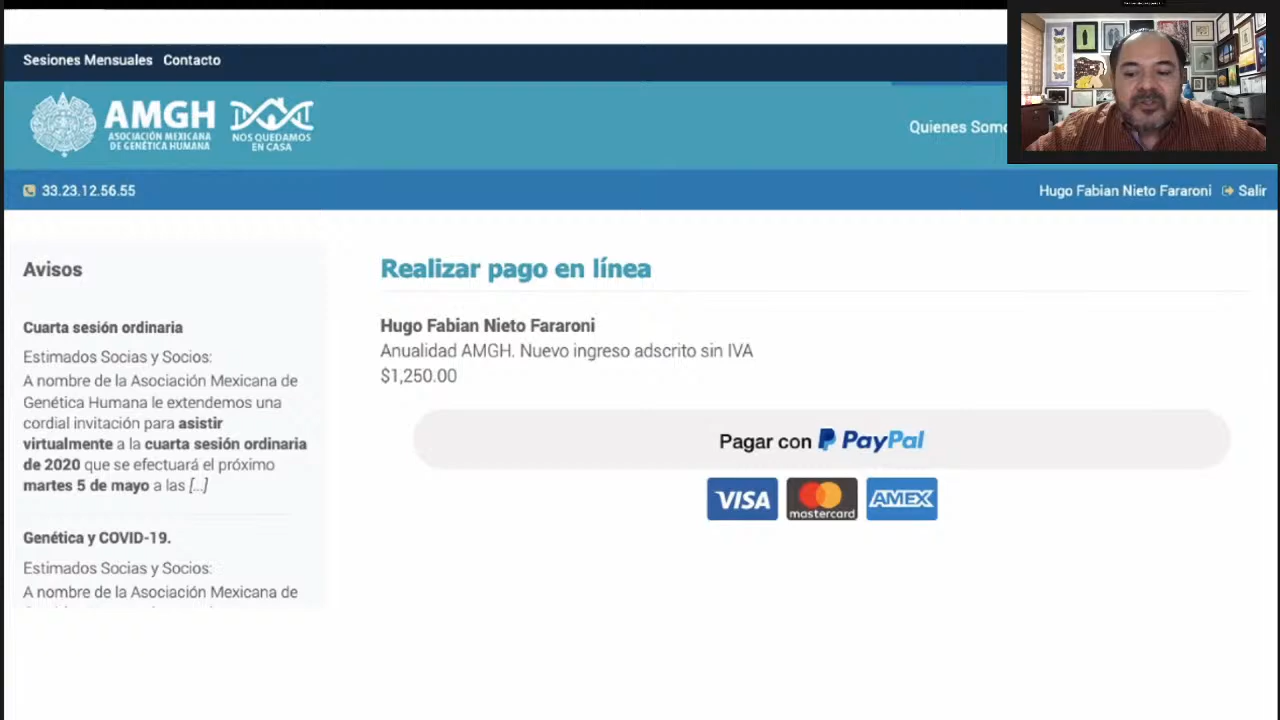 Sesiones Mensuales Contacto
AMGH
ASOCIACIÓN MEXICANA
DE GENÉTICA HUMANA
NOS QUEDAMOS
EN CASA
Quienes Somo
33.23.12.56.55
Hugo Fabian Nieto Fararoni Salir
Avisos
Cuarta sesión ordinaria
Estimados Socias y Socios:
A nombre de la Asociación Mexicana de
Genética Humana le extendemos una
cordial invitación para asistir
virtualmente a la cuarta sesión ordinaria
de 2020 que se efectuará el próximo
martes 5 de mayo a las [...]
Genética y COVID-19.
Estimados Socias y Socios:
A nombre de la Asociación Mexicana de
Realizar pago en línea
Hugo Fabian Nieto Fararoni
Anualidad AMGH. Nuevo ingreso adscrito sin IVA
$1,250.00
Pagar con PayPal
VISA
mastercard
AMEX